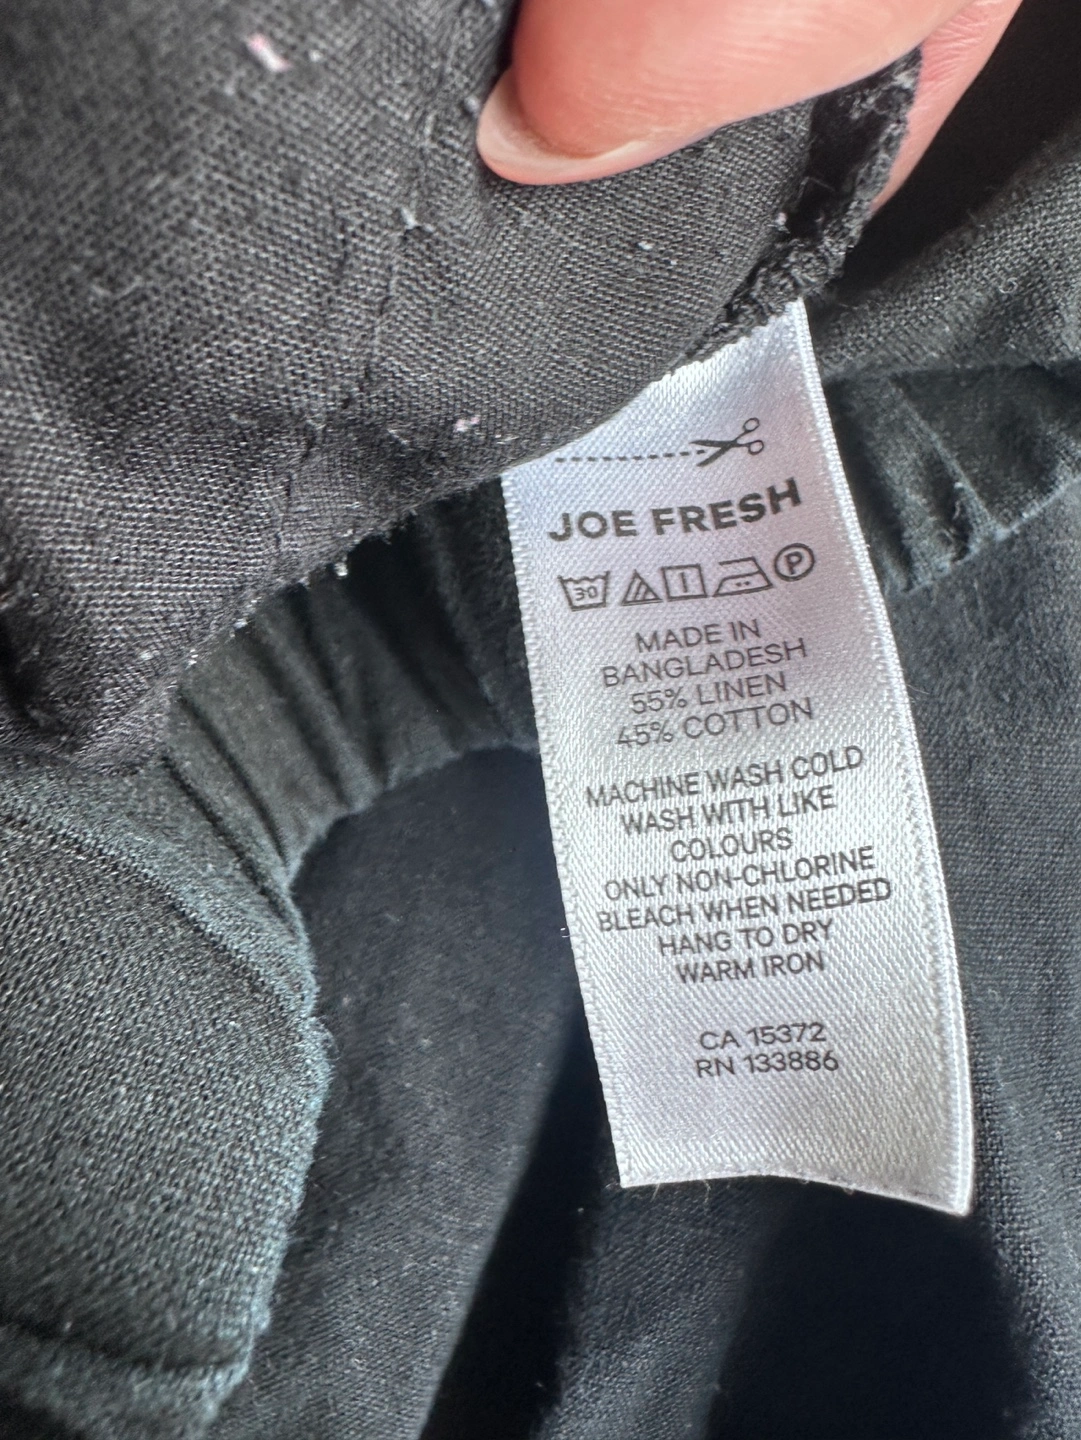 JOE FRESH
30 P
MADE IN
BANGLADESH
55% LINEN
45% COTTON
MACHINE WASH COLD
WASH WITH LIKE
COLOURS
ONLY NON-CHLORINE
BLEACH WHEN NEEDED
HANG TO DRY
WARM IRON
CA 15372
RN 133886